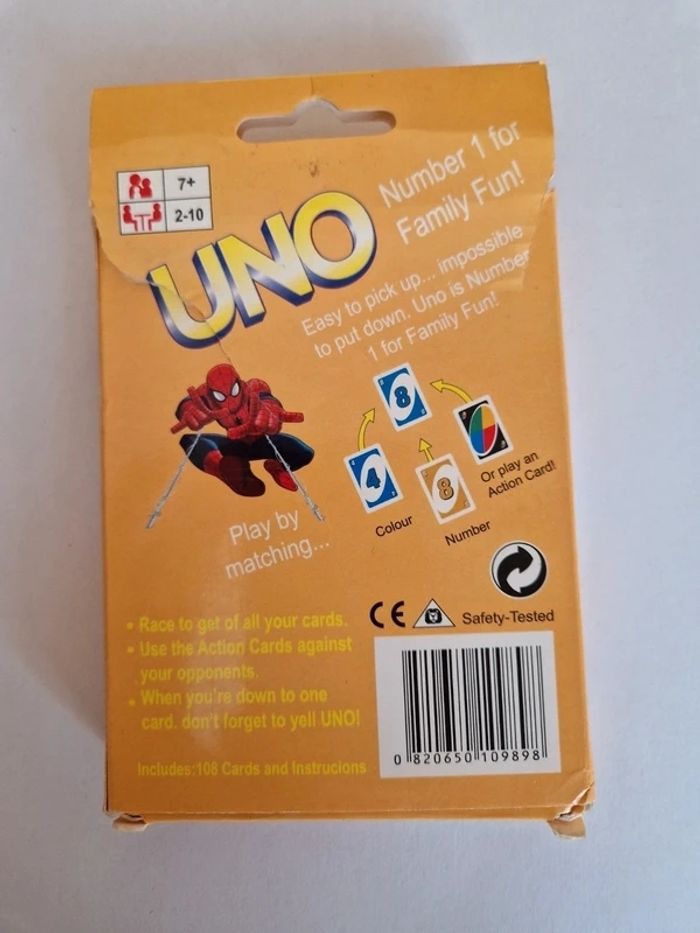 7+
2-10
UNO
Number 1 for
Family Fun!
Easy to pick up... impossible
to put down. Uno is Number
1 for Family Fun!
8
4
8
Colour
Number
Or play an
Action Card!
Play by
matching...
• Race to get of all your cards.
• Use the Action Cards against
your opponents.
• When you're down to one
card. don't forget to yell UNO!
Includes:108 Cards and Instrucions
CE
Safety-Tested
0 820650 109898